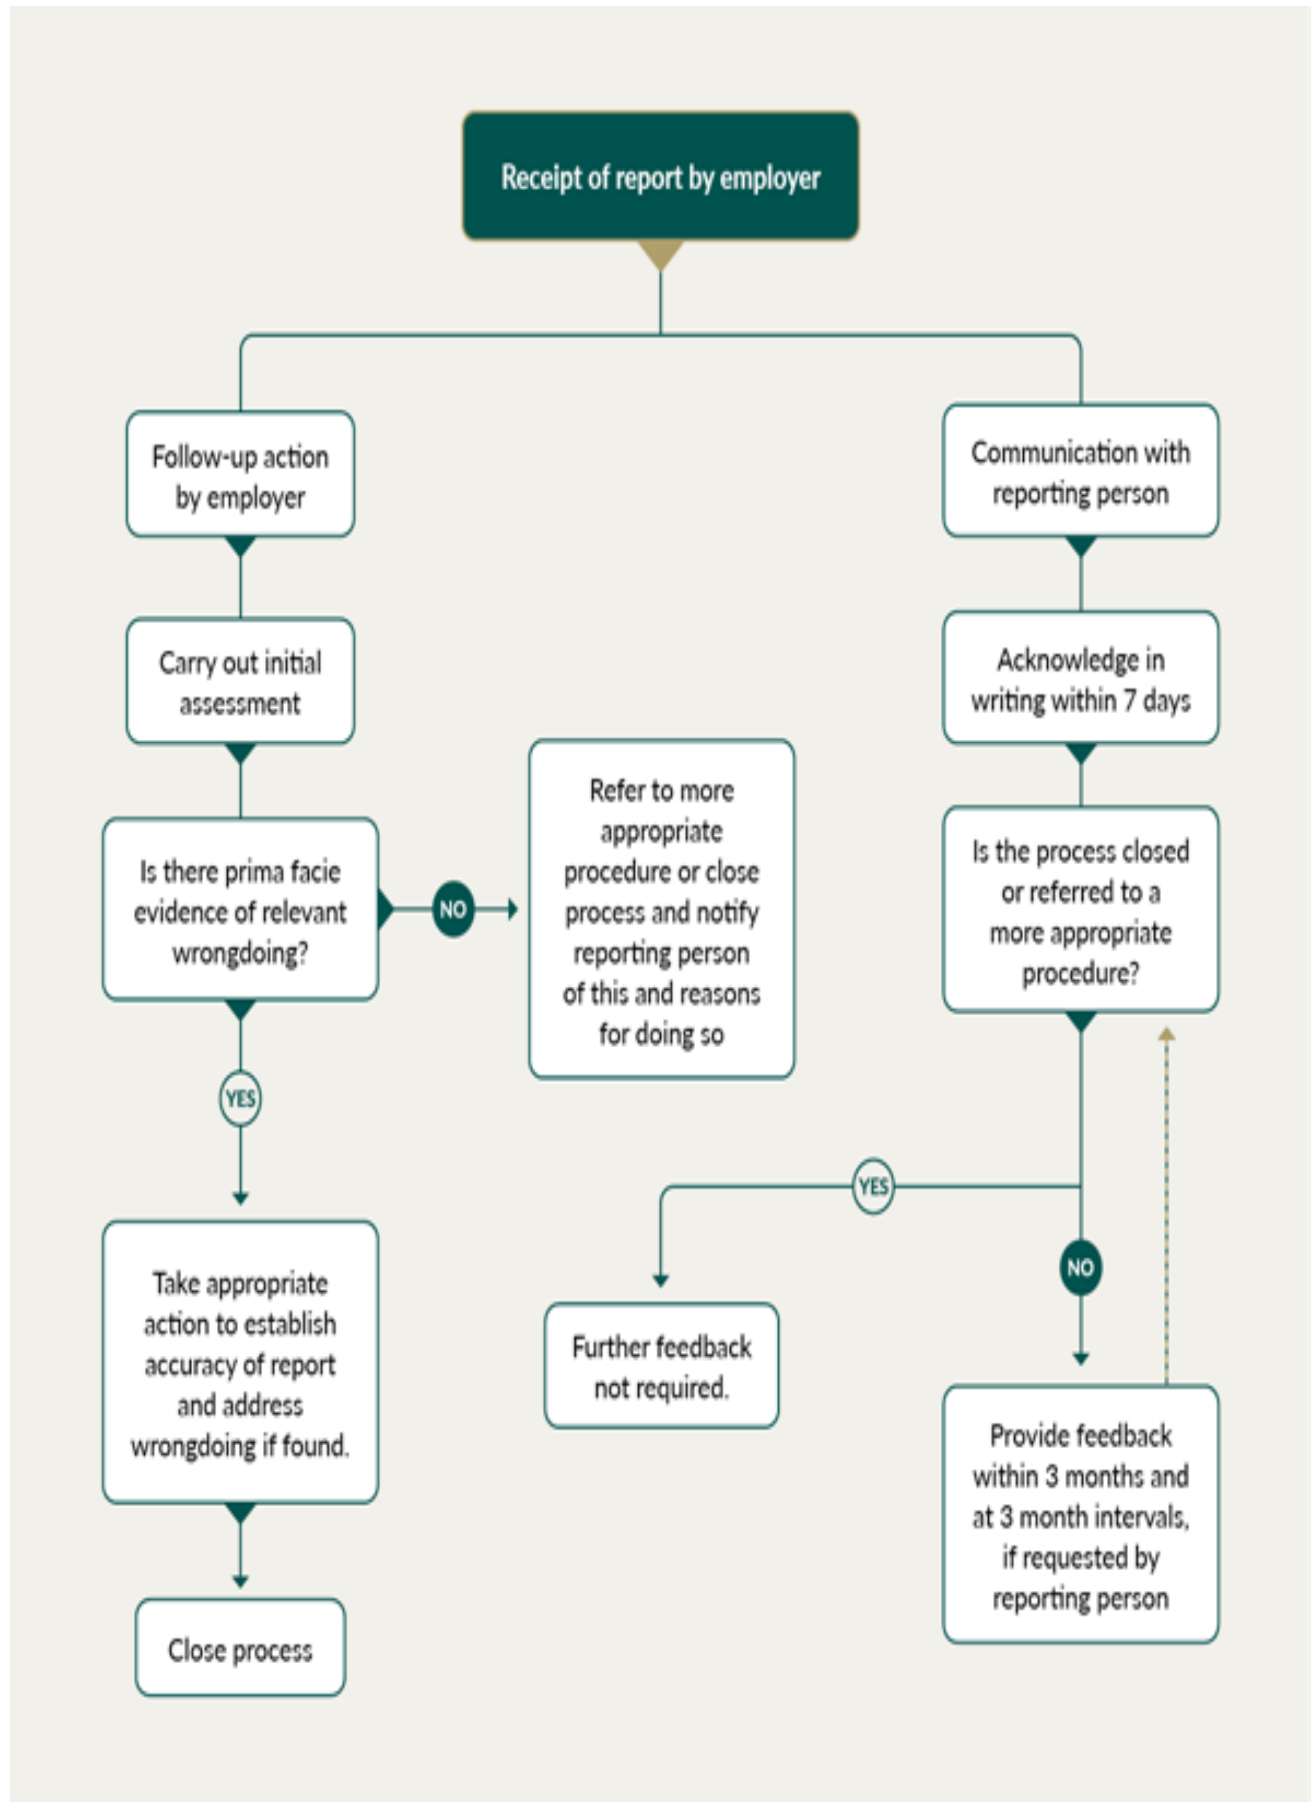 Receipt of report by employer
Follow-up action
by employer
Carry out initial
assessment
Is there prima facie
evidence of relevant
wrongdoing?
NO
Refer to more
appropriate
procedure or close
process and notify
reporting person
of this and reasons
for doing so
YES
Take appropriate
action to establish
accuracy of report
and address
wrongdoing if found.
Close process
Communication with
reporting person
Acknowledge in
writing within 7 days
Is the process closed
or referred to a
more appropriate
procedure?
YES
Further feedback
not required.
NO
Provide feedback
within 3 months and
at 3 month intervals,
if requested by
reporting person